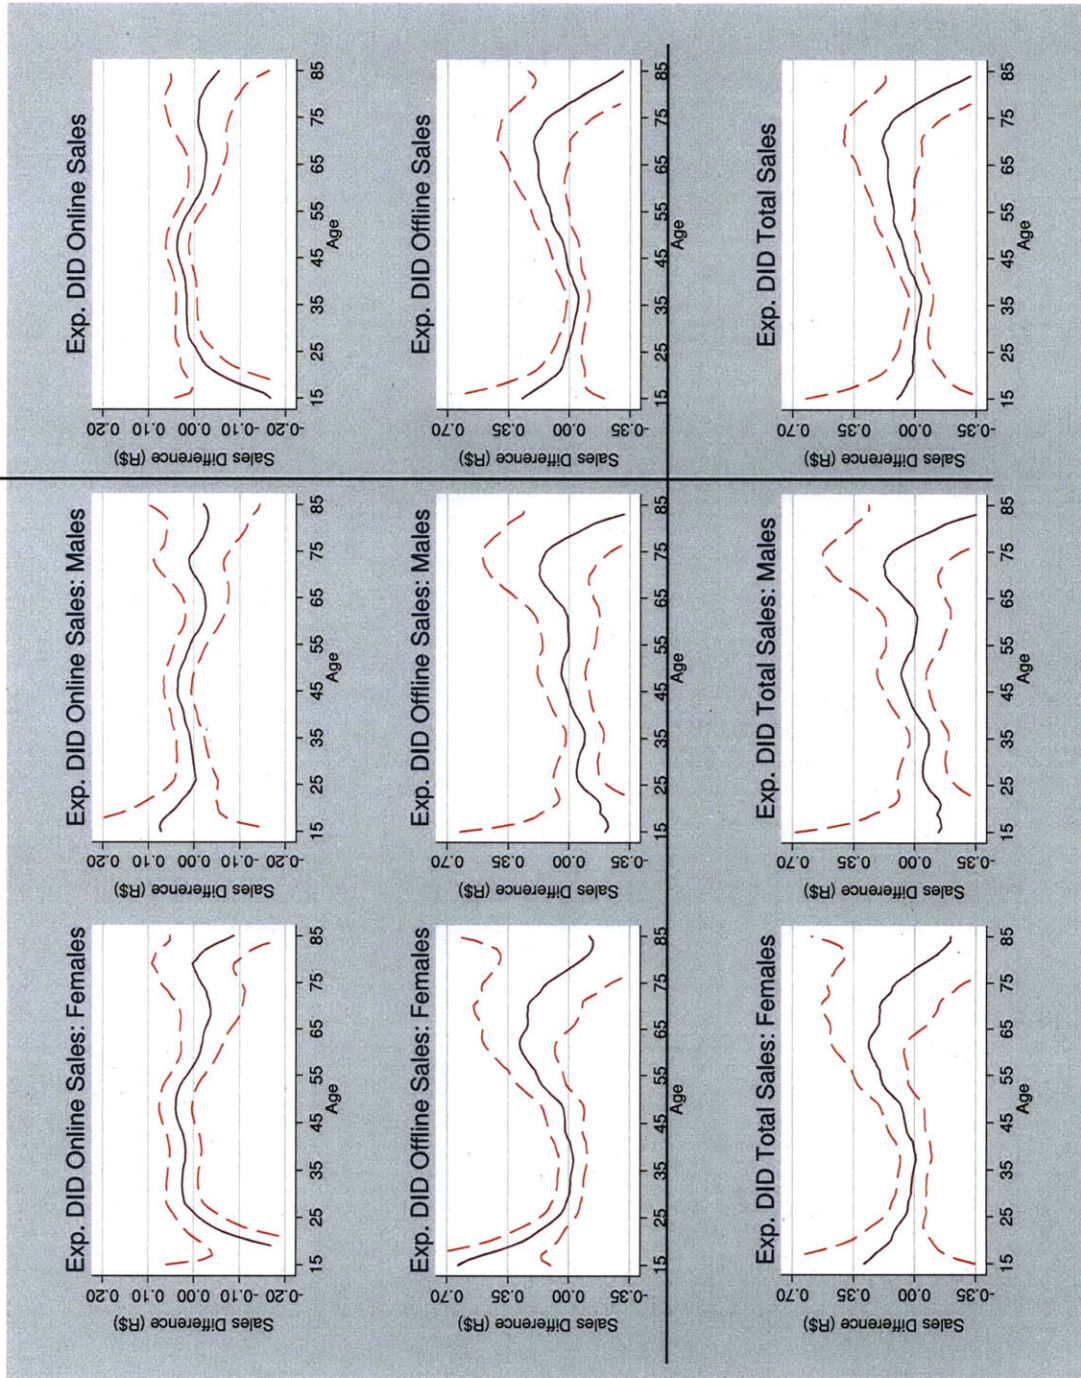 Exp. DID Online Sales: Females
Sales Difference (R$)
0.20
0.10
0.00
-0.10
-0.20
15 25 35 45 55 65 75 85
Age
Exp. DID Online Sales: Males
Sales Difference (R$)
0.20
0.10
0.00
-0.10
-0.20
15 25 35 45 55 65 75 85
Age
Exp. DID Online Sales
Sales Difference (R$)
0.20
0.10
0.00
-0.10
-0.20
15 25 35 45 55 65 75 85
Age
Exp. DID Offline Sales: Females
Sales Difference (R$)
0.70
0.35
0.00
-0.35
15 25 35 45 55 65 75 85
Age
Exp. DID Offline Sales: Males
Sales Difference (R$)
0.70
0.35
0.00
-0.35
15 25 35 45 55 65 75 85
Age
Exp. DID Offline Sales
Sales Difference (R$)
0.70
0.35
0.00
-0.35
15 25 35 45 55 65 75 85
Age
Exp. DID Total Sales: Females
Sales Difference (R$)
0.70
0.35
0.00
-0.35
15 25 35 45 55 65 75 85
Age
Exp. DID Total Sales: Males
Sales Difference (R$)
0.70
0.35
0.00
-0.35
15 25 35 45 55 65 75 85
Age
Exp. DID Total Sales
Sales Difference (R$)
0.70
0.35
0.00
-0.35
15 25 35 45 55 65 75 85
Age